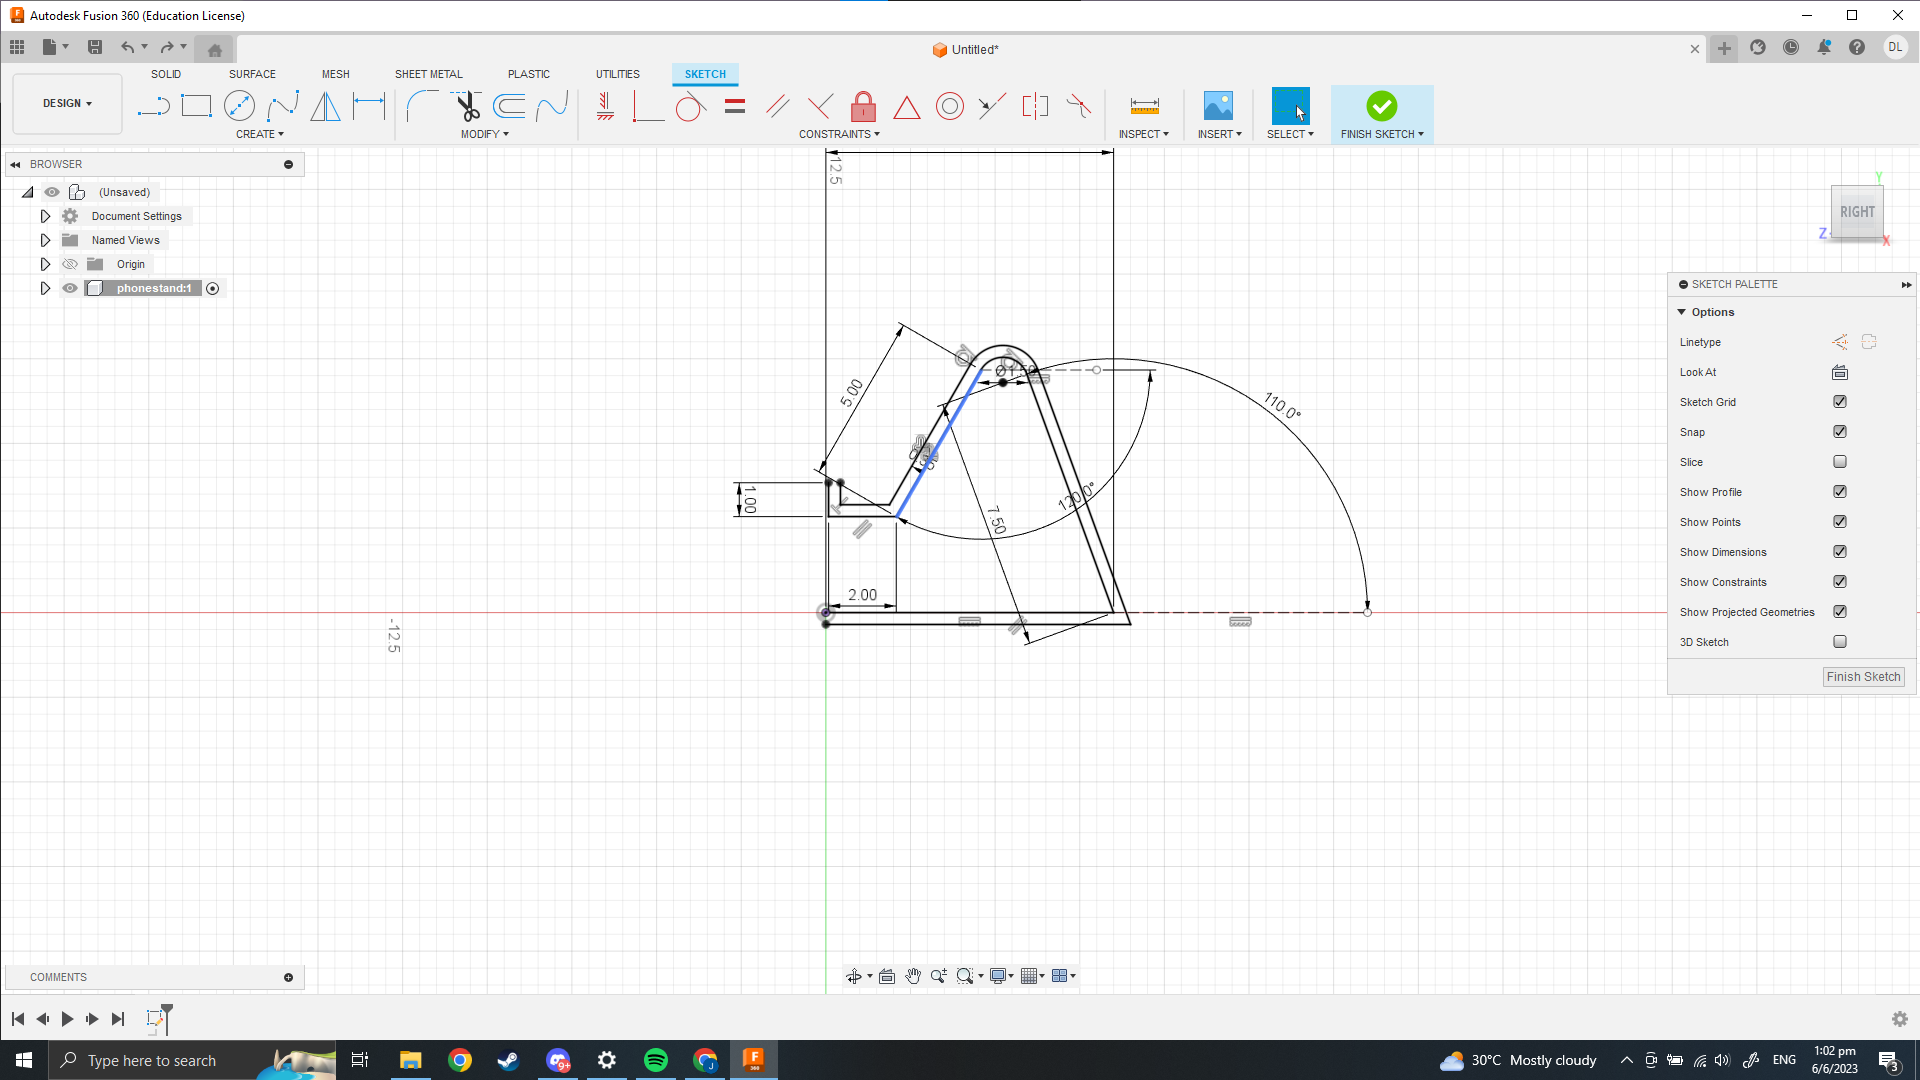 Autodesk Fusion 360 (Education License)
Untitled*
DL
DESIGN
SOLID
SURFACE
MESH
SHEET METAL
PLASTIC
UTILITIES
SKETCH
CREATE
MODIFY
CONSTRAINTS
INSPECT
INSERT
SELECT
FINISH SKETCH
BROWSER
(Unsaved)
Document Settings
Named Views
Origin
phonestand:1
12.5
-12.5
5.00
Ø1.50
110.0°
120.0°
7.50
1.00
2.00
Y
RIGHT
Z
X
SKETCH PALETTE
Options
Linetype
Look At
Sketch Grid
Snap
Slice
Show Profile
Show Points
Show Dimensions
Show Constraints
Show Projected Geometries
3D Sketch
Finish Sketch
COMMENTS
Type here to search
9+
J
F
360
30°C Mostly cloudy
ENG
1:02 pm
6/6/2023
3